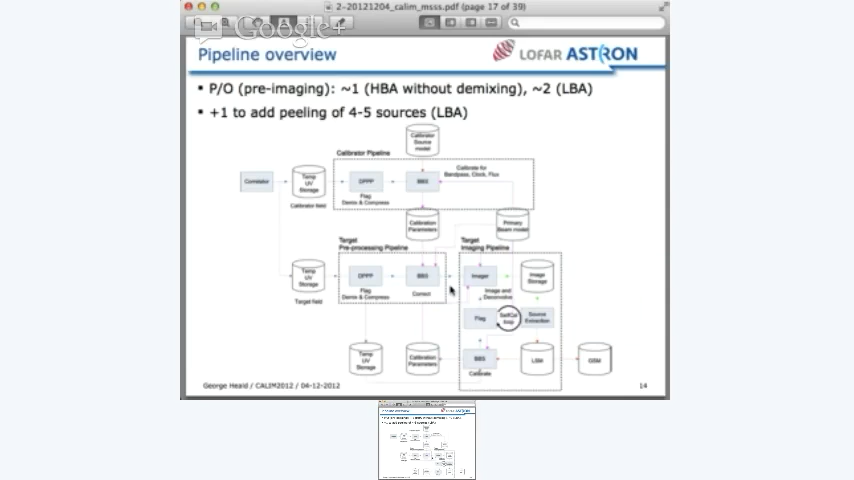 2-20121204_calim_msss.pdf (page 17 of 39)
Google+
Pipeline overview
LOFAR ASTRON
▪ P/O (pre-imaging): ~1 (HBA without demixing), ~2 (LBA)
▪ +1 to add peeling of 4-5 sources (LBA)
Calibrator
Source
model
Calibrator Pipeline
Correlator
Temp
UV
Storage
Calibrator field
DPPP
Flag
Demix & Compress
BBS
Calibrate for
Bandpass, Clock, Flux
Calibration
Parameters
Primary
Beam model
Target
Pre-processing Pipeline
Target
Imaging Pipeline
Temp
UV
Storage
Target field
DPPP
Flag
Demix & Compress
BBS
Correct
Imager
Image and
Deconvolve
Image
Storage
Flag
SelfCal
loop
Source
Extraction
Temp
UV
Storage
Calibration
Parameters
BBS
Calibrate
LSM
GSM
George Heald / CALIM2012 / 04-12-2012
14